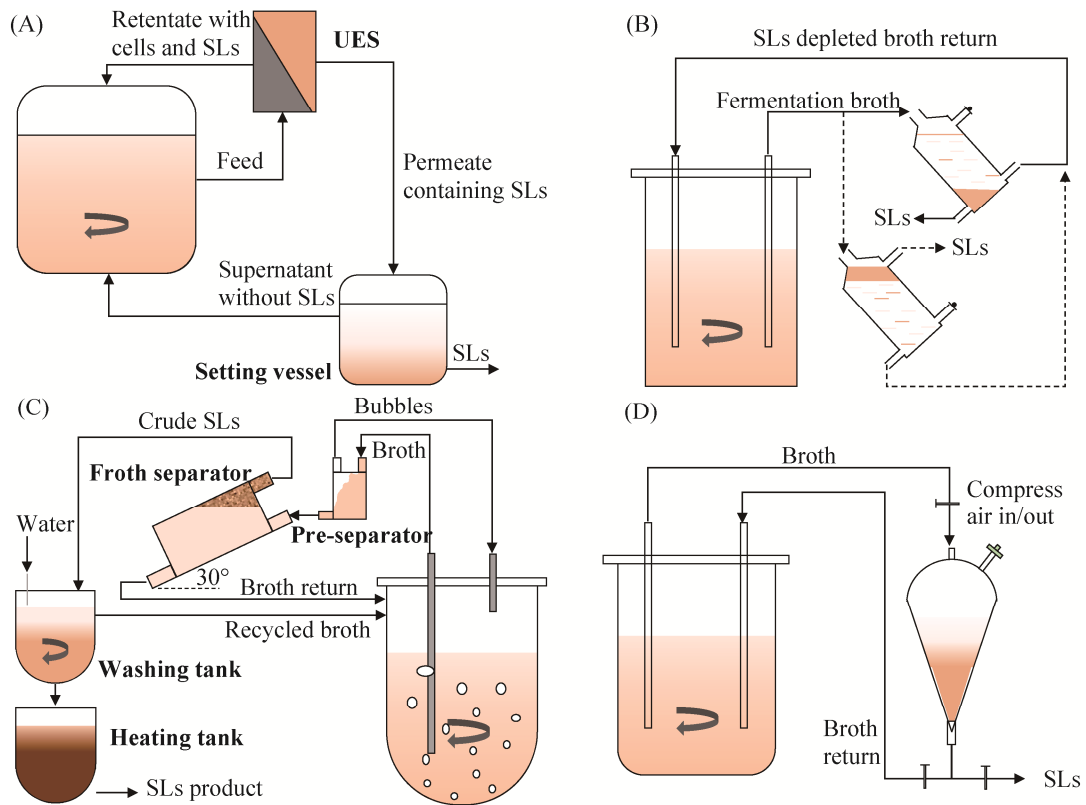 (A)
Retentate with
cells and SLs
UES
Feed
Permeate
containing SLs
Supernatant
without SLs
Setting vessel
SLs
(B)
SLs depleted broth return
Fermentation broth
SLs
SLs
(C)
Bubbles
Crude SLs
Broth
Froth separator
Water
Pre-separator
30°
Broth return
Recycled broth
Washing tank
Heating tank
SLs product
(D)
Broth
Compress
air in/out
Broth
return
SLs